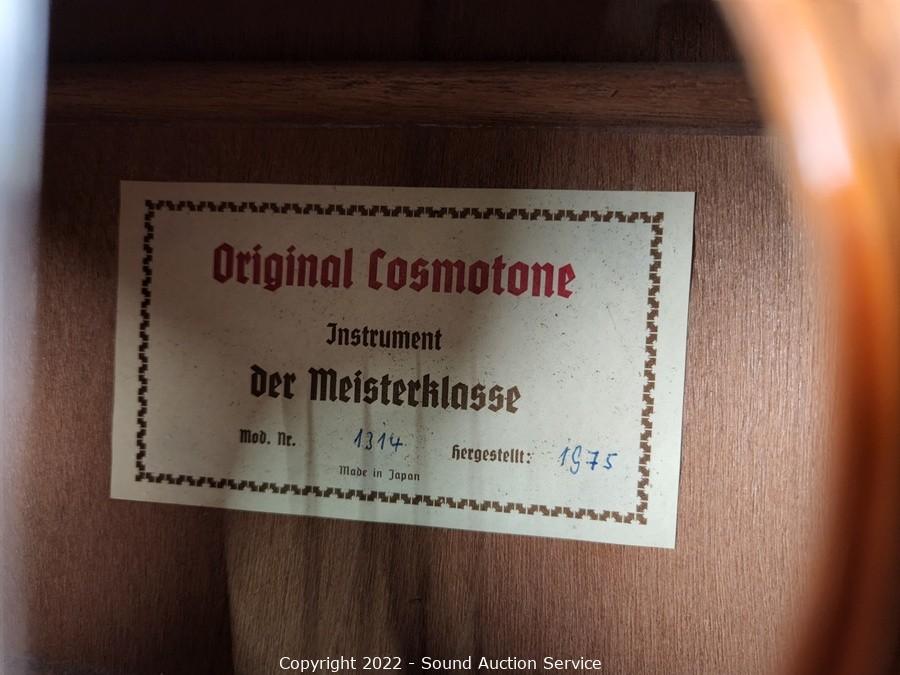 Original Cosmotone
Instrument
der Meisterklasse
Mod. Nr. 1314 hergestellt: 1975
Made in Japan
Copyright 2022 - Sound Auction Service